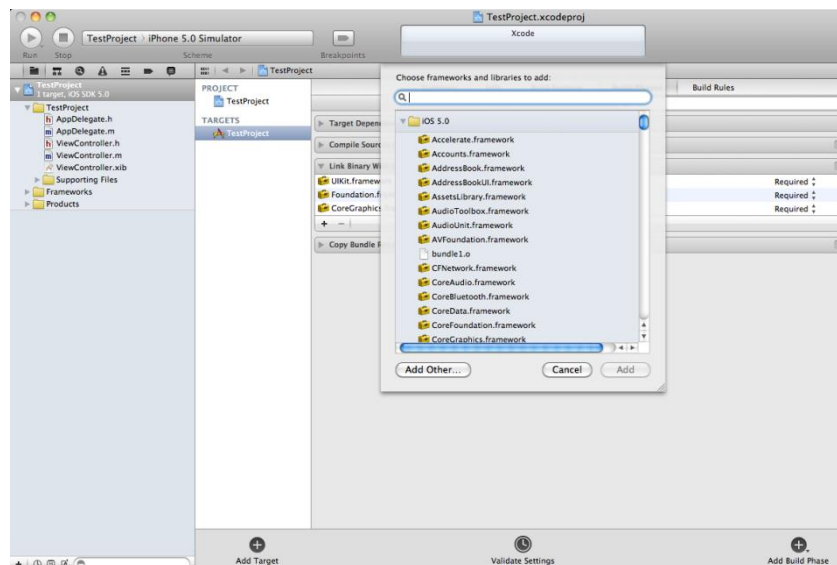 TestProject.xcodeproj
TestProject iPhone 5.0 Simulator
Xcode
Run Stop Scheme Breakpoints
TestProject
TestProject
1 target, iOS SDK 5.0
TestProject
AppDelegate.h
AppDelegate.m
ViewController.h
ViewController.m
ViewController.xib
Supporting Files
Frameworks
Products
PROJECT
TestProject
TARGETS
TestProject
Build Rules
Target Depen
Compile Sourc
Link Binary Wi
UIKit.framew
Required
Foundation.f
Required
CoreGraphics
Required
+ -
Copy Bundle R
Choose frameworks and libraries to add:
iOS 5.0
Accelerate.framework
Accounts.framework
AddressBook.framework
AddressBookUI.framework
AssetsLibrary.framework
AudioToolbox.framework
AudioUnit.framework
AVFoundation.framework
bundle1.o
CFNetwork.framework
CoreAudio.framework
CoreBluetooth.framework
CoreData.framework
CoreFoundation.framework
CoreGraphics.framework
Add Other... Cancel Add
Add Target Validate Settings Add Build Phase